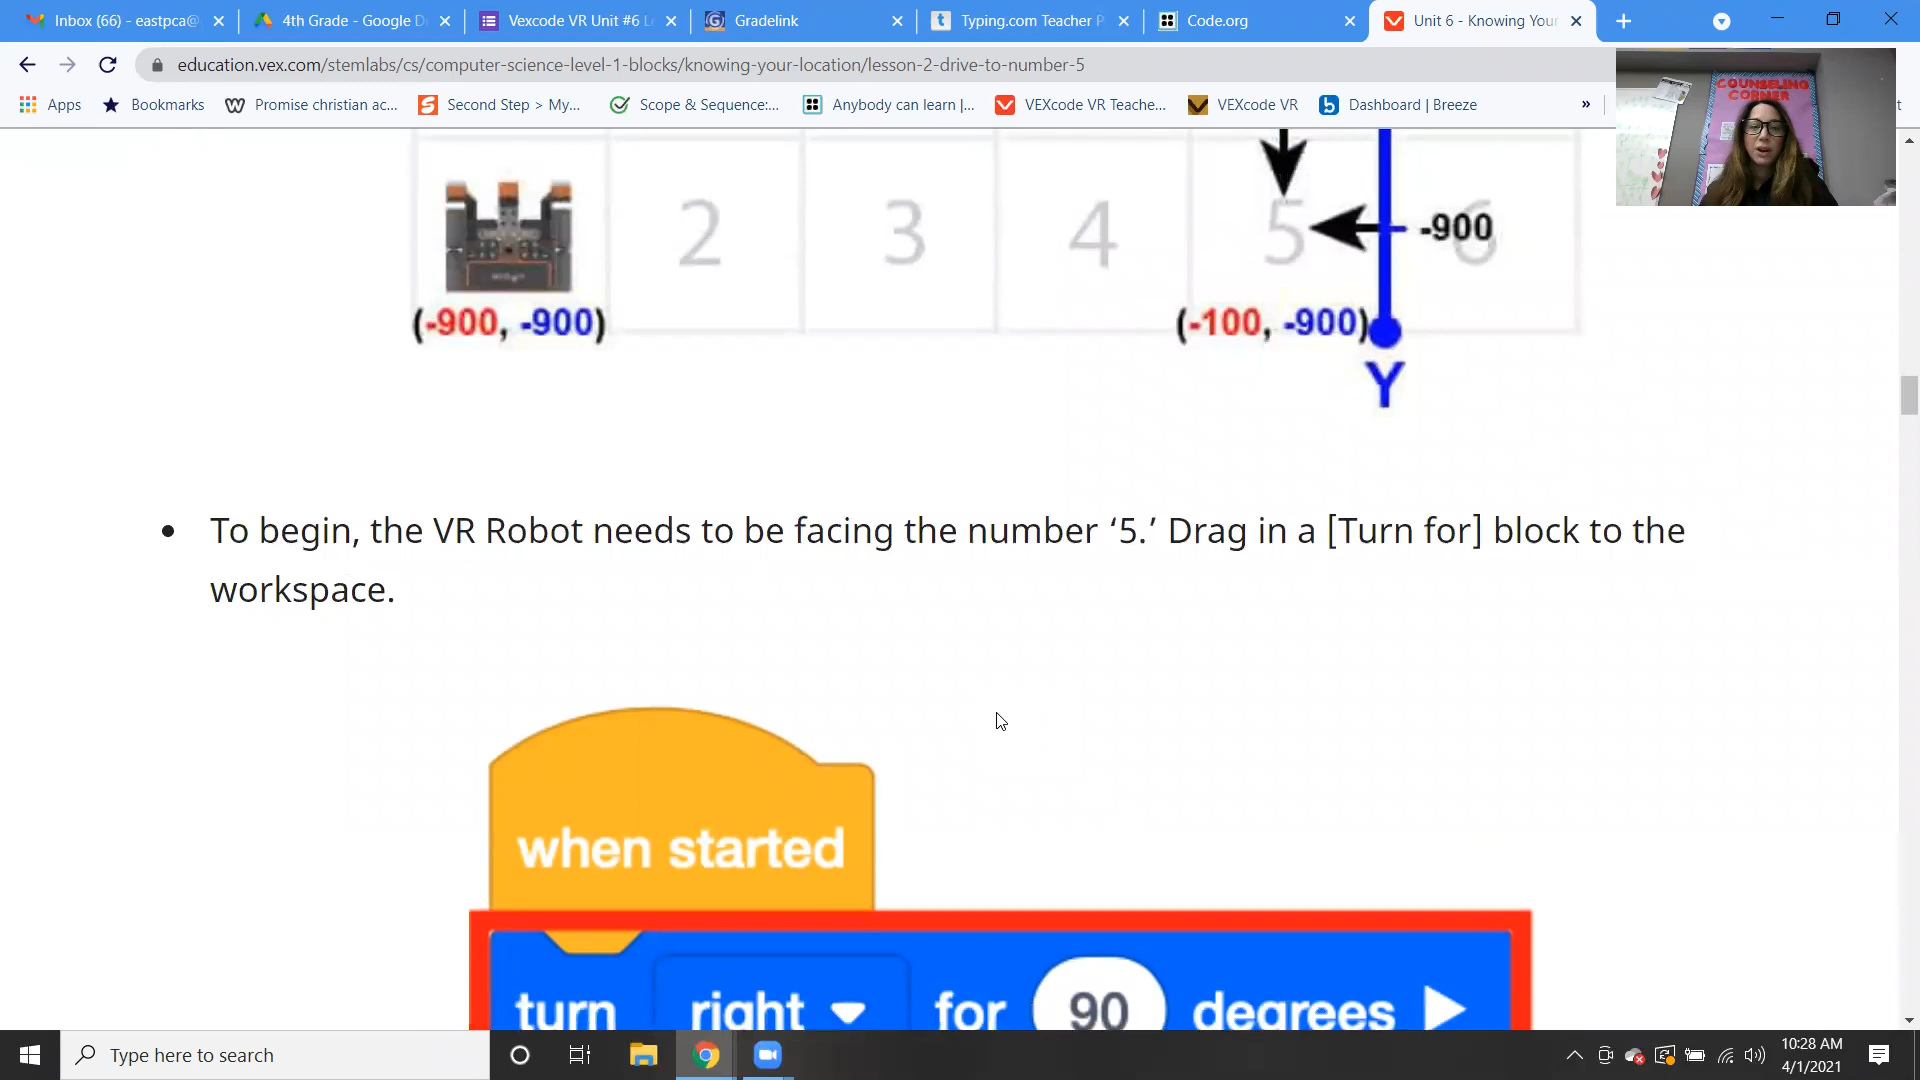 Inbox (66) - eastpca@
4th Grade - Google D
Vexcode VR Unit #6 L
Gradelink
Typing.com Teacher P
Code.org
Unit 6 - Knowing Your
education.vex.com/stemlabs/cs/computer-science-level-1-blocks/knowing-your-location/lesson-2-drive-to-number-5
Apps
Bookmarks
Promise christian ac...
Second Step > My...
Scope & Sequence:...
Anybody can learn |...
VEXcode VR Teache...
VEXcode VR
Dashboard | Breeze
»
COUNSELING
CORNER
2 3 4 5 -900 6
(-900, -900)
(-100, -900)
Y
• To begin, the VR Robot needs to be facing the number ‘5.’ Drag in a [Turn for] block to the
workspace.
when started
turn right for 90 degrees
Type here to search
10:28 AM
4/1/2021